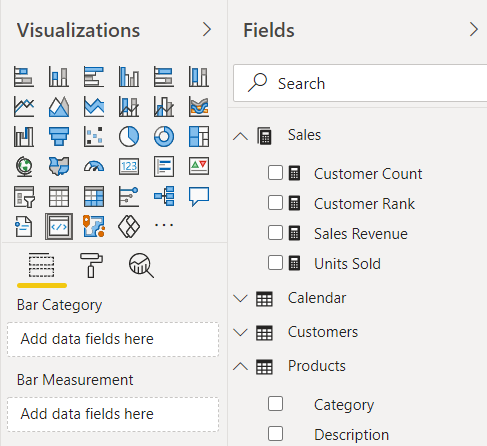 Visualizations
123
Bar Category
Add data fields here
Bar Measurement
Add data fields here
Fields
Search
Sales
Customer Count
Customer Rank
Sales Revenue
Units Sold
Calendar
Customers
Products
Category
Description